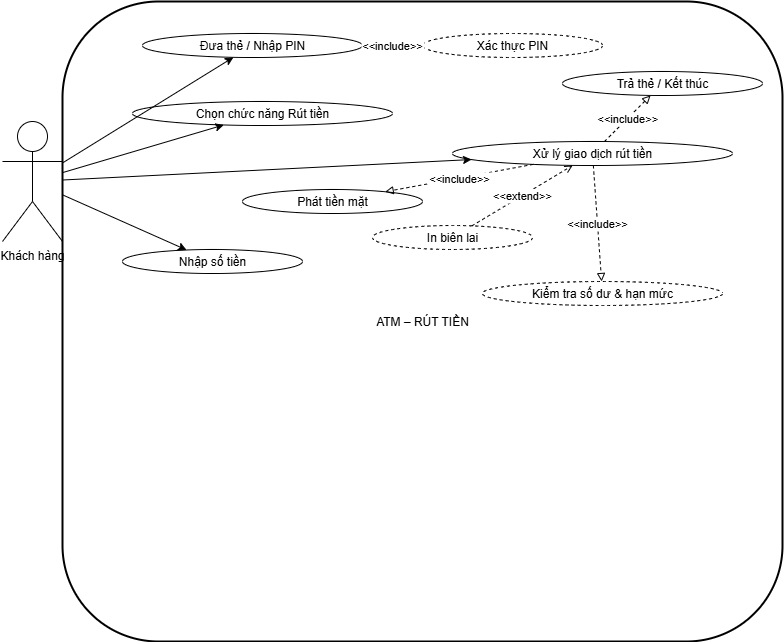 Đưa thẻ / Nhập PIN
<<include>>
Xác thực PIN
Trả thẻ / Kết thúc
Chọn chức năng Rút tiền
<<include>>
Xử lý giao dịch rút tiền
<<include>>
Phát tiền mặt
<<extend>>
<<include>>
In biên lai
Khách hàng
Nhập số tiền
Kiểm tra số dư & hạn mức
ATM – RÚT TIỀN